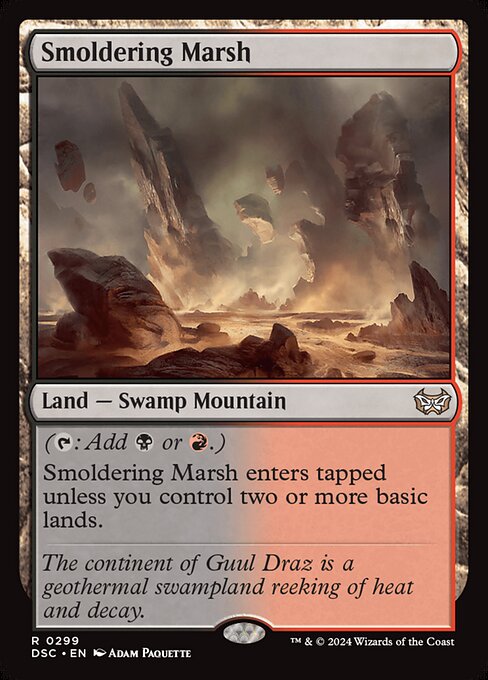 Smoldering Marsh
Land — Swamp Mountain
(: Add or .)
Smoldering Marsh enters tapped
unless you control two or more basic
lands.
The continent of Guul Draz is a
geothermal swampland reeking of heat
and decay.
R 0299
DSC • EN Adam Paquette
™ & © 2024 Wizards of the Coast